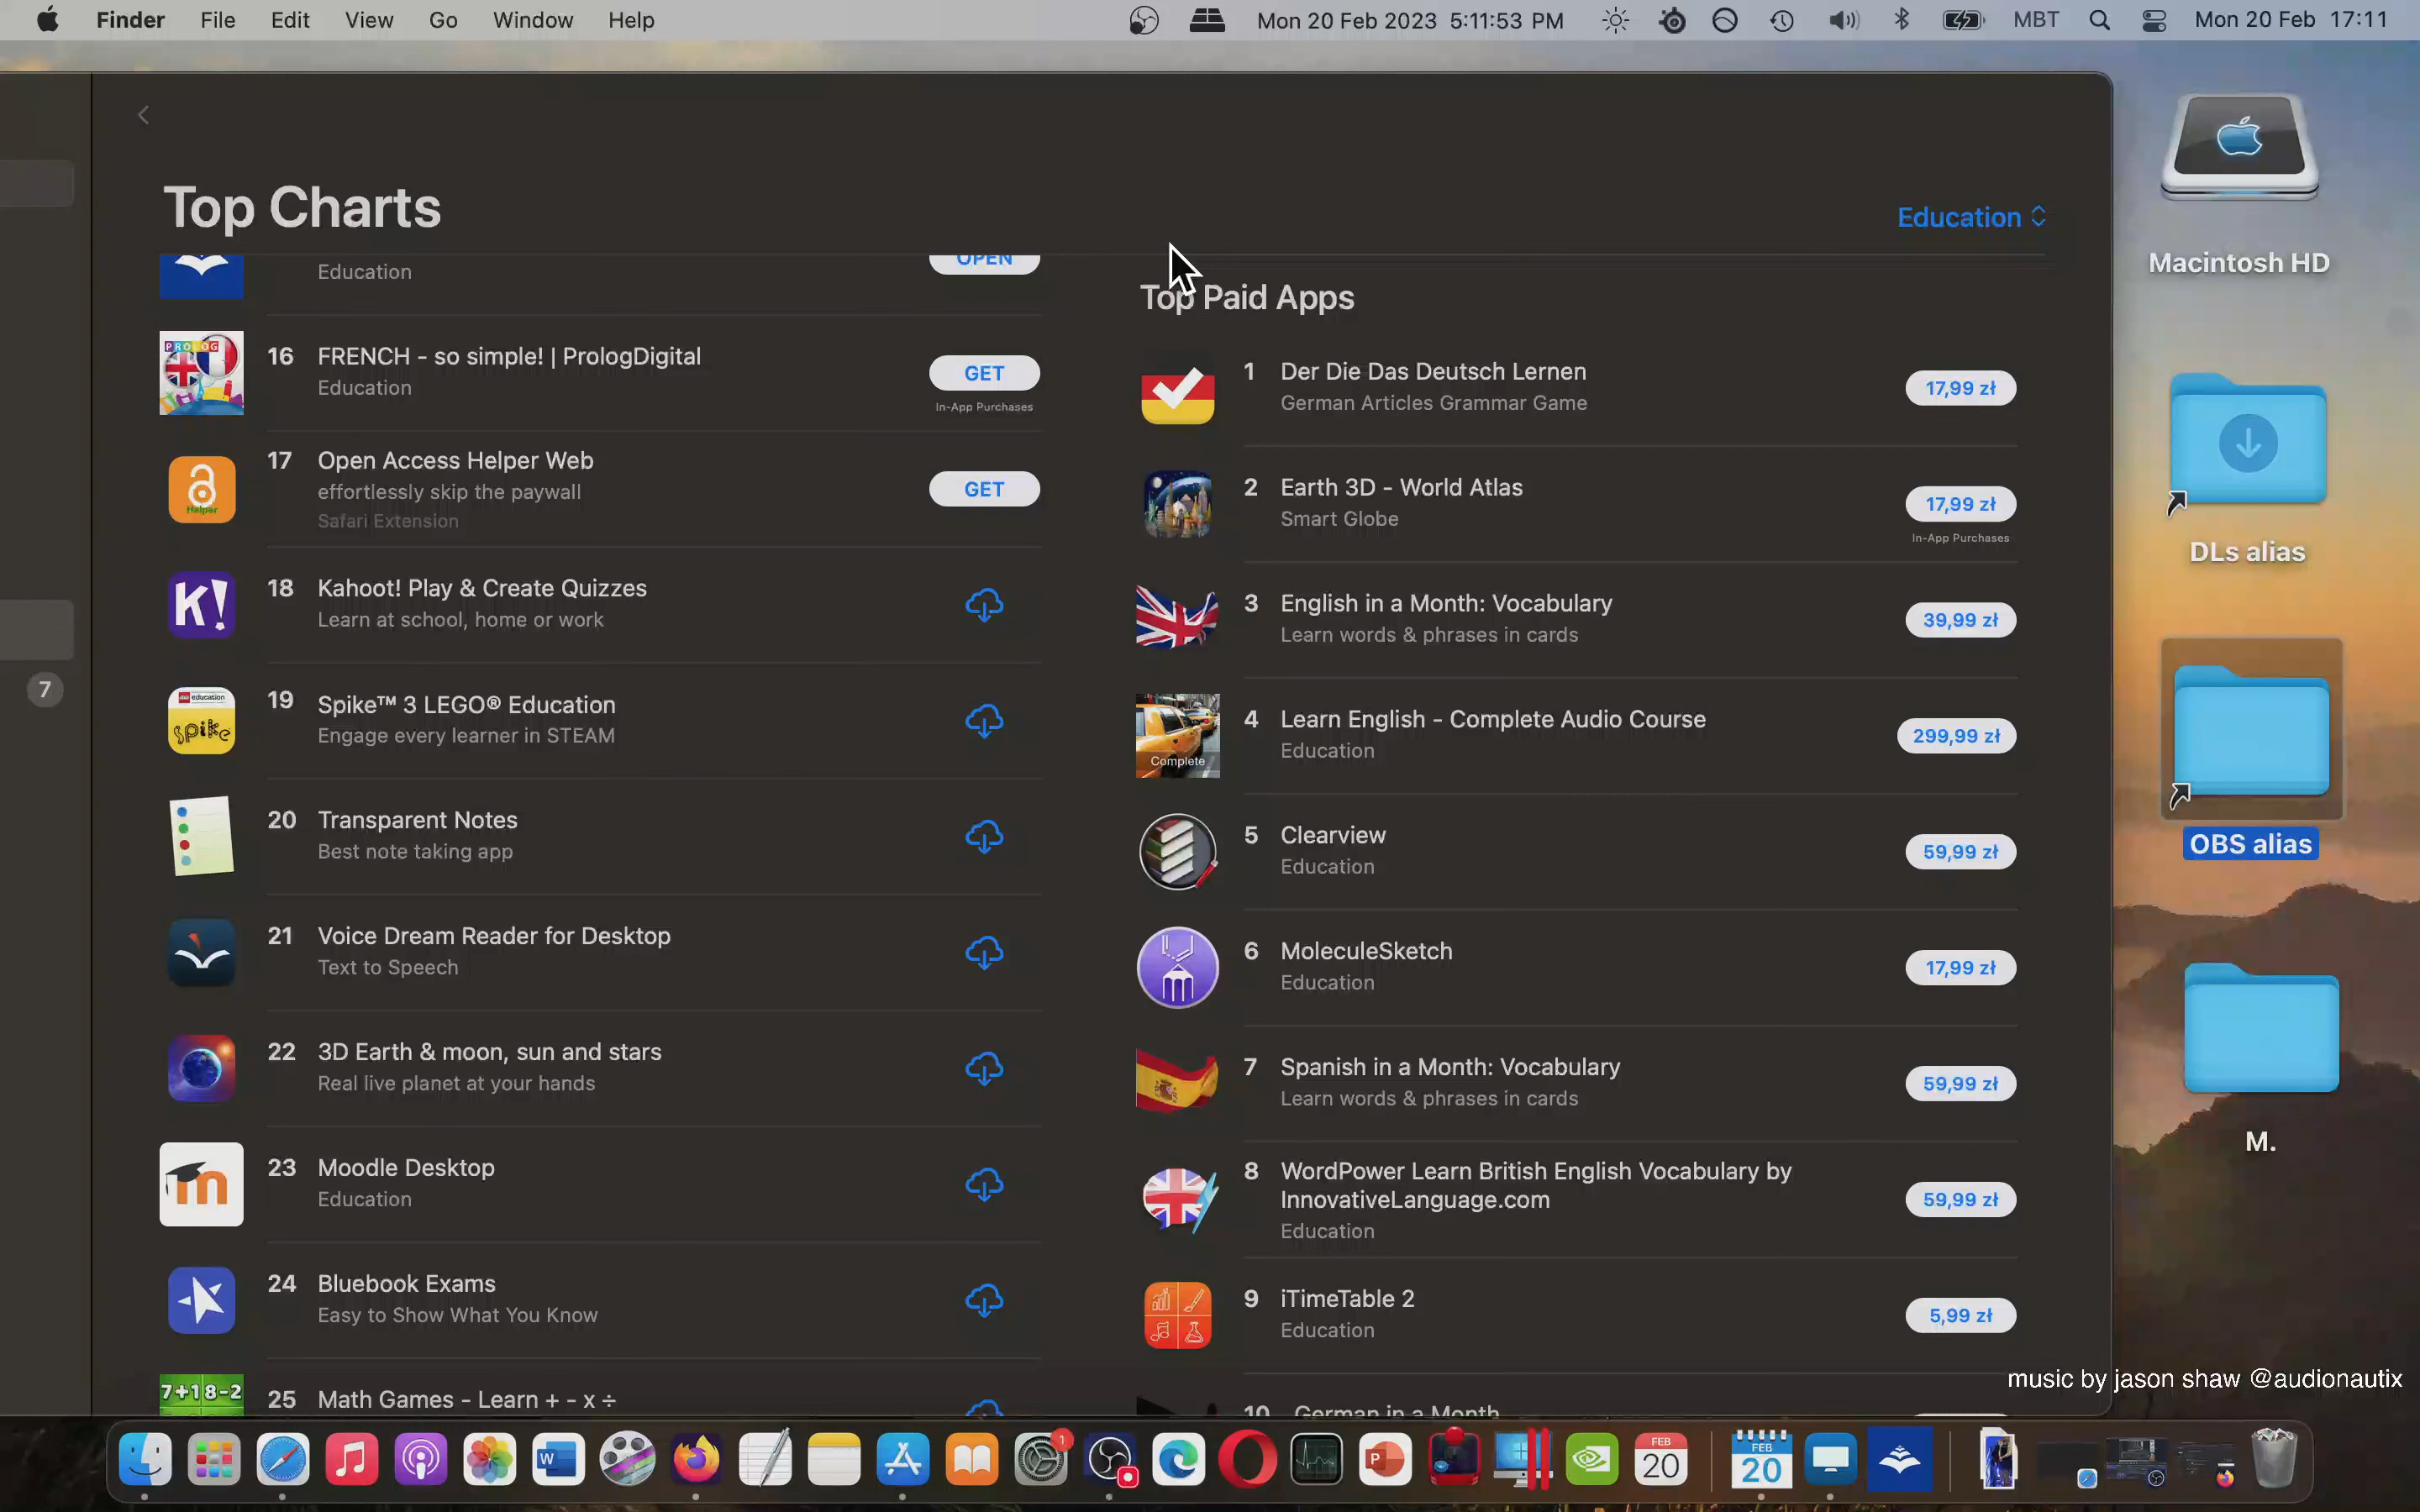 Finder File Edit View Go Window Help Mon 20 Feb 2023 5:11:53 PM MBT Mon 20 Feb 17:11
Top Charts
Education
Education
OPEN
16 FRENCH - so simple! | PrologDigital
Education
GET
In-App Purchases
PROLOG
17 Open Access Helper Web
effortlessly skip the paywall
Safari Extension
GET
Helper
18 Kahoot! Play & Create Quizzes
Learn at school, home or work
K!
19 Spike™ 3 LEGO® Education
Engage every learner in STEAM
education
spike
20 Transparent Notes
Best note taking app
21 Voice Dream Reader for Desktop
Text to Speech
22 3D Earth & moon, sun and stars
Real live planet at your hands
23 Moodle Desktop
Education
m
24 Bluebook Exams
Easy to Show What You Know
25 Math Games - Learn + - x ÷
7+18-2
7
Top Paid Apps
1 Der Die Das Deutsch Lernen
German Articles Grammar Game
17,99 zł
2 Earth 3D - World Atlas
Smart Globe
17,99 zł
In-App Purchases
3 English in a Month: Vocabulary
Learn words & phrases in cards
39,99 zł
4 Learn English - Complete Audio Course
Education
299,99 zł
Complete
5 Clearview
Education
59,99 zł
6 MoleculeSketch
Education
17,99 zł
7 Spanish in a Month: Vocabulary
Learn words & phrases in cards
59,99 zł
8 WordPower Learn British English Vocabulary by
InnovativeLanguage.com
Education
59,99 zł
9 iTimeTable 2
Education
5,99 zł
10 German in a Month
Macintosh HD
DLs alias
OBS alias
M.
music by jason shaw @audionautix
W
1
P
FEB
20
FEB
20